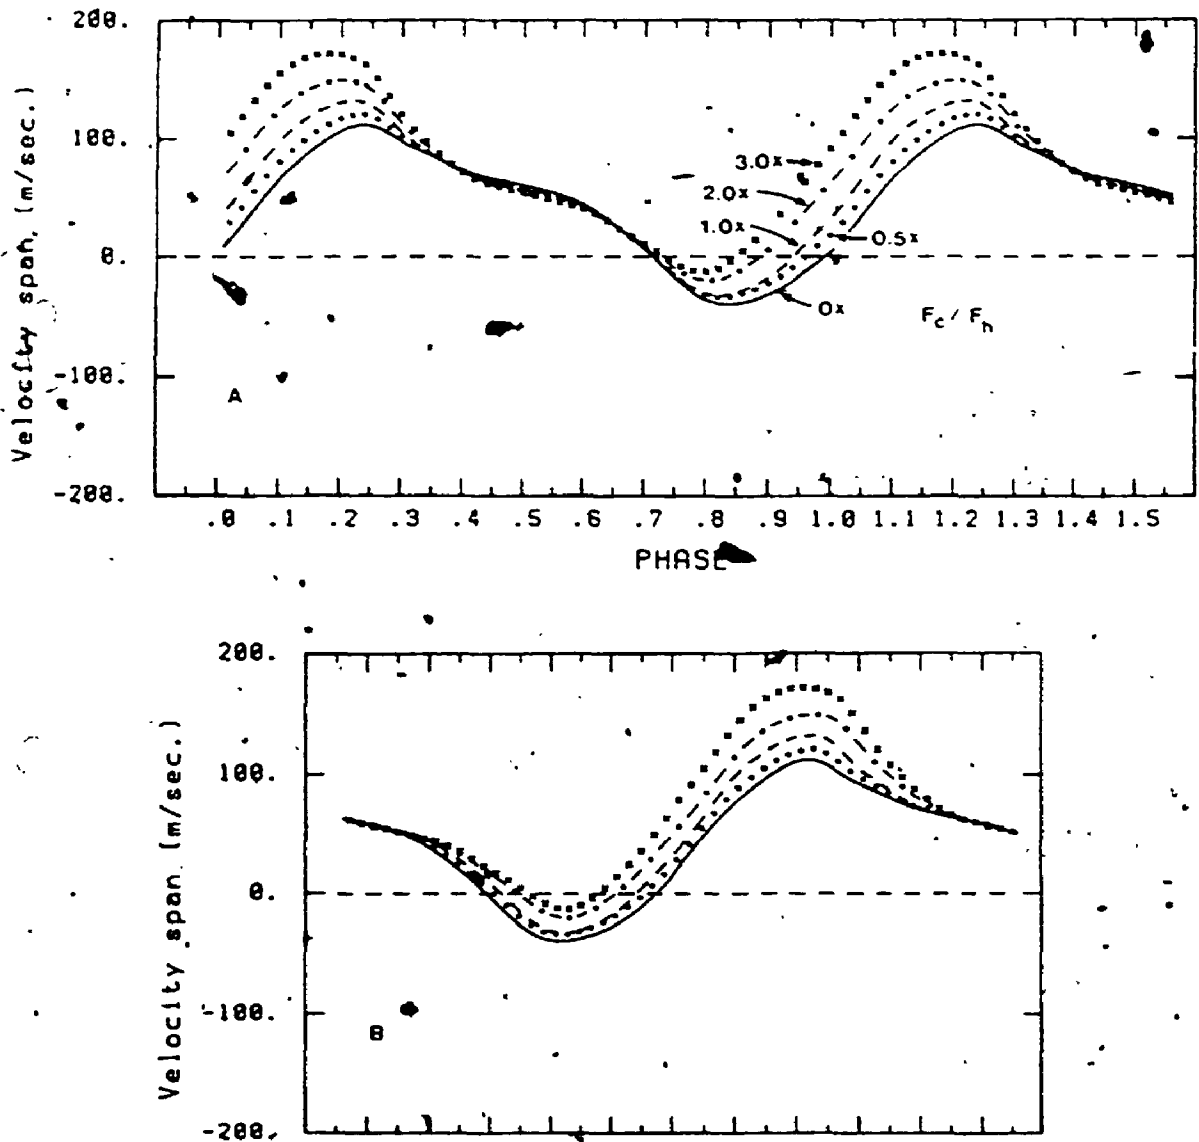 200.
100.
0.
-100.
-200.
Velocity span, (m/sec.)
3.0x
2.0x
1.0x
0.5x
0x
Fc / Fh
A
.0 .1 .2 .3 .4 .5 .6 .7 .8 .9 1.0 1.1 1.2 1.3 1.4 1.5
PHASE
200.
100.
0.
-100.
-200.
Velocity span. (m/sec.)
B